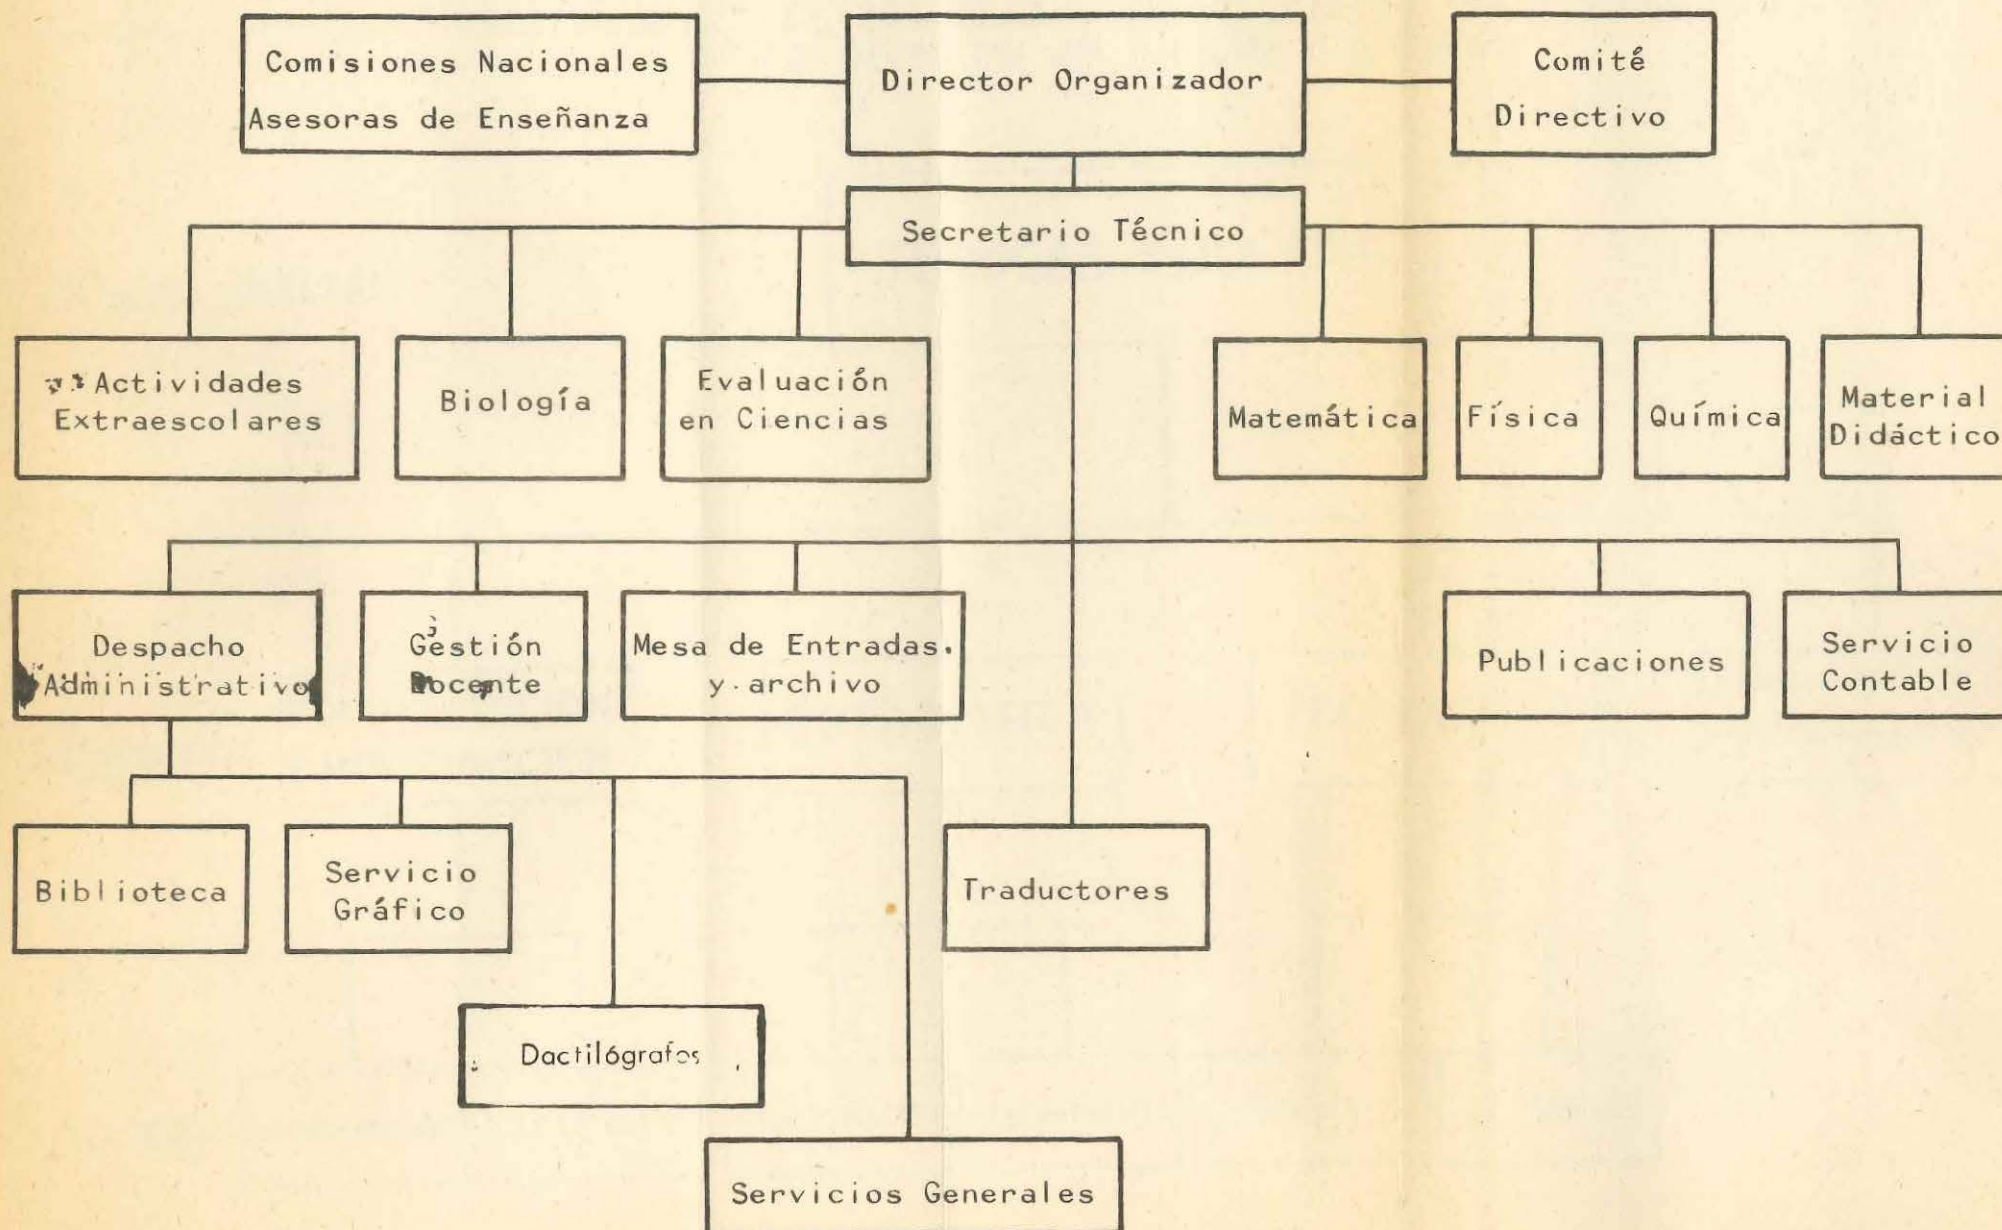 Comisiones Nacionales
Asesoras de Enseñanza
Director Organizador
Comité
Directivo
Secretario Técnico
Actividades
Extraescolares
Biología
Evaluación
en Ciencias
Matemática
Física
Química
Material
Didáctico
Despacho
Administrativo
Gestión
Docente
Mesa de Entradas.
y archivo
Publicaciones
Servicio
Contable
Biblioteca
Servicio
Gráfico
Traductores
Dactilógrafos
Servicios Generales